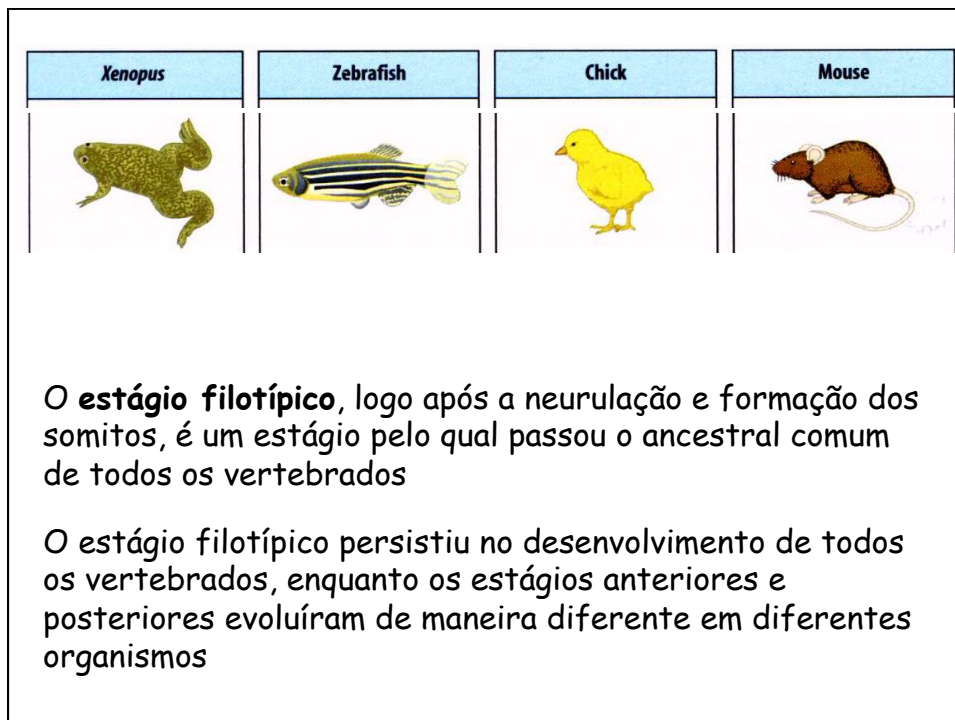 Xenopus Zebrafish Chick Mouse
O estágio filotípico, logo após a neurulação e formação dos
somitos, é um estágio pelo qual passou o ancestral comum
de todos os vertebrados
O estágio filotípico persistiu no desenvolvimento de todos
os vertebrados, enquanto os estágios anteriores e
posteriores evoluíram de maneira diferente em diferentes
organismos